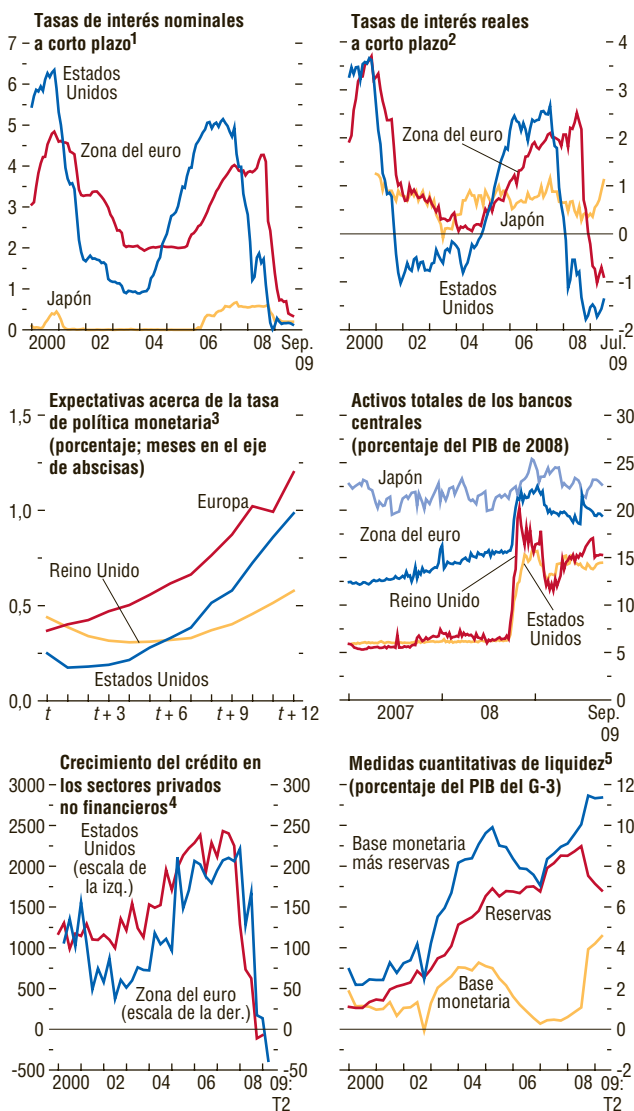 Tasas de interés nominales
a corto plazo1
7
6
5
4
3
2
1
0
Estados
Unidos
Zona del euro
Japón
2000 02 04 06 08 Sep.
09
Tasas de interés reales
a corto plazo2
4
3
2
1
0
-1
-2
Zona del euro
Japón
Estados
Unidos
2000 02 04 06 08 Jul.
09
Expectativas acerca de la tasa
de política monetaria3
(porcentaje; meses en el eje
de abscisas)
1,5
1,0
0,5
0,0
Europa
Reino Unido
Estados Unidos
t t + 3 t + 6 t + 9 t + 12
Activos totales de los bancos
centrales
(porcentaje del PIB de 2008)
30
25
20
15
10
5
0
Japón
Zona del euro
Reino Unido
Estados
Unidos
2007 08 Sep.
09
Crecimiento del crédito en
los sectores privados
no financieros4
3000
2500
2000
1500
1000
500
0
-500
300
250
200
150
100
50
0
-50
Estados
Unidos
(escala de
la izq.)
Zona del euro
(escala de la der.)
2000 02 04 06 08 09:
T2
Medidas cuantitativas de liquidez5
(porcentaje del PIB del G-3)
12
10
8
6
4
2
0
-2
Base monetaria
más reservas
Reservas
Base
monetaria
2000 02 04 06 08 09:
T2